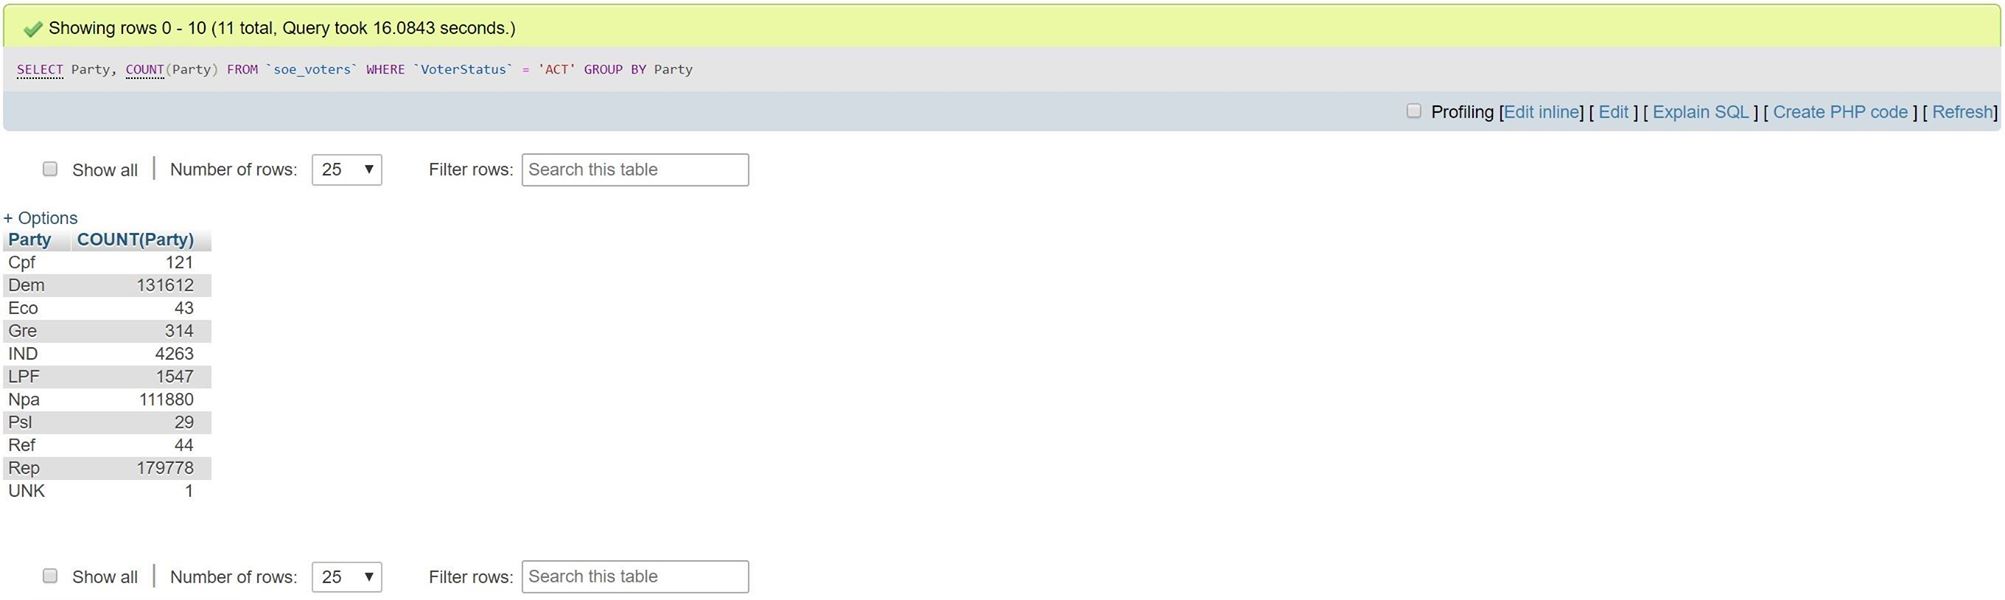 Showing rows 0 - 10 (11 total, Query took 16.0843 seconds.)
SELECT Party, COUNT(Party) FROM `soe_voters` WHERE `VoterStatus` = 'ACT' GROUP BY Party
Profiling [Edit inline] [ Edit ] [ Explain SQL ] [ Create PHP code ] [ Refresh]
Show all | Number of rows: 25 Filter rows: Search this table
+ Options
Party COUNT(Party)
Cpf 121
Dem 131612
Eco 43
Gre 314
IND 4263
LPF 1547
Npa 111880
Psl 29
Ref 44
Rep 179778
UNK 1
Show all | Number of rows: 25 Filter rows: Search this table